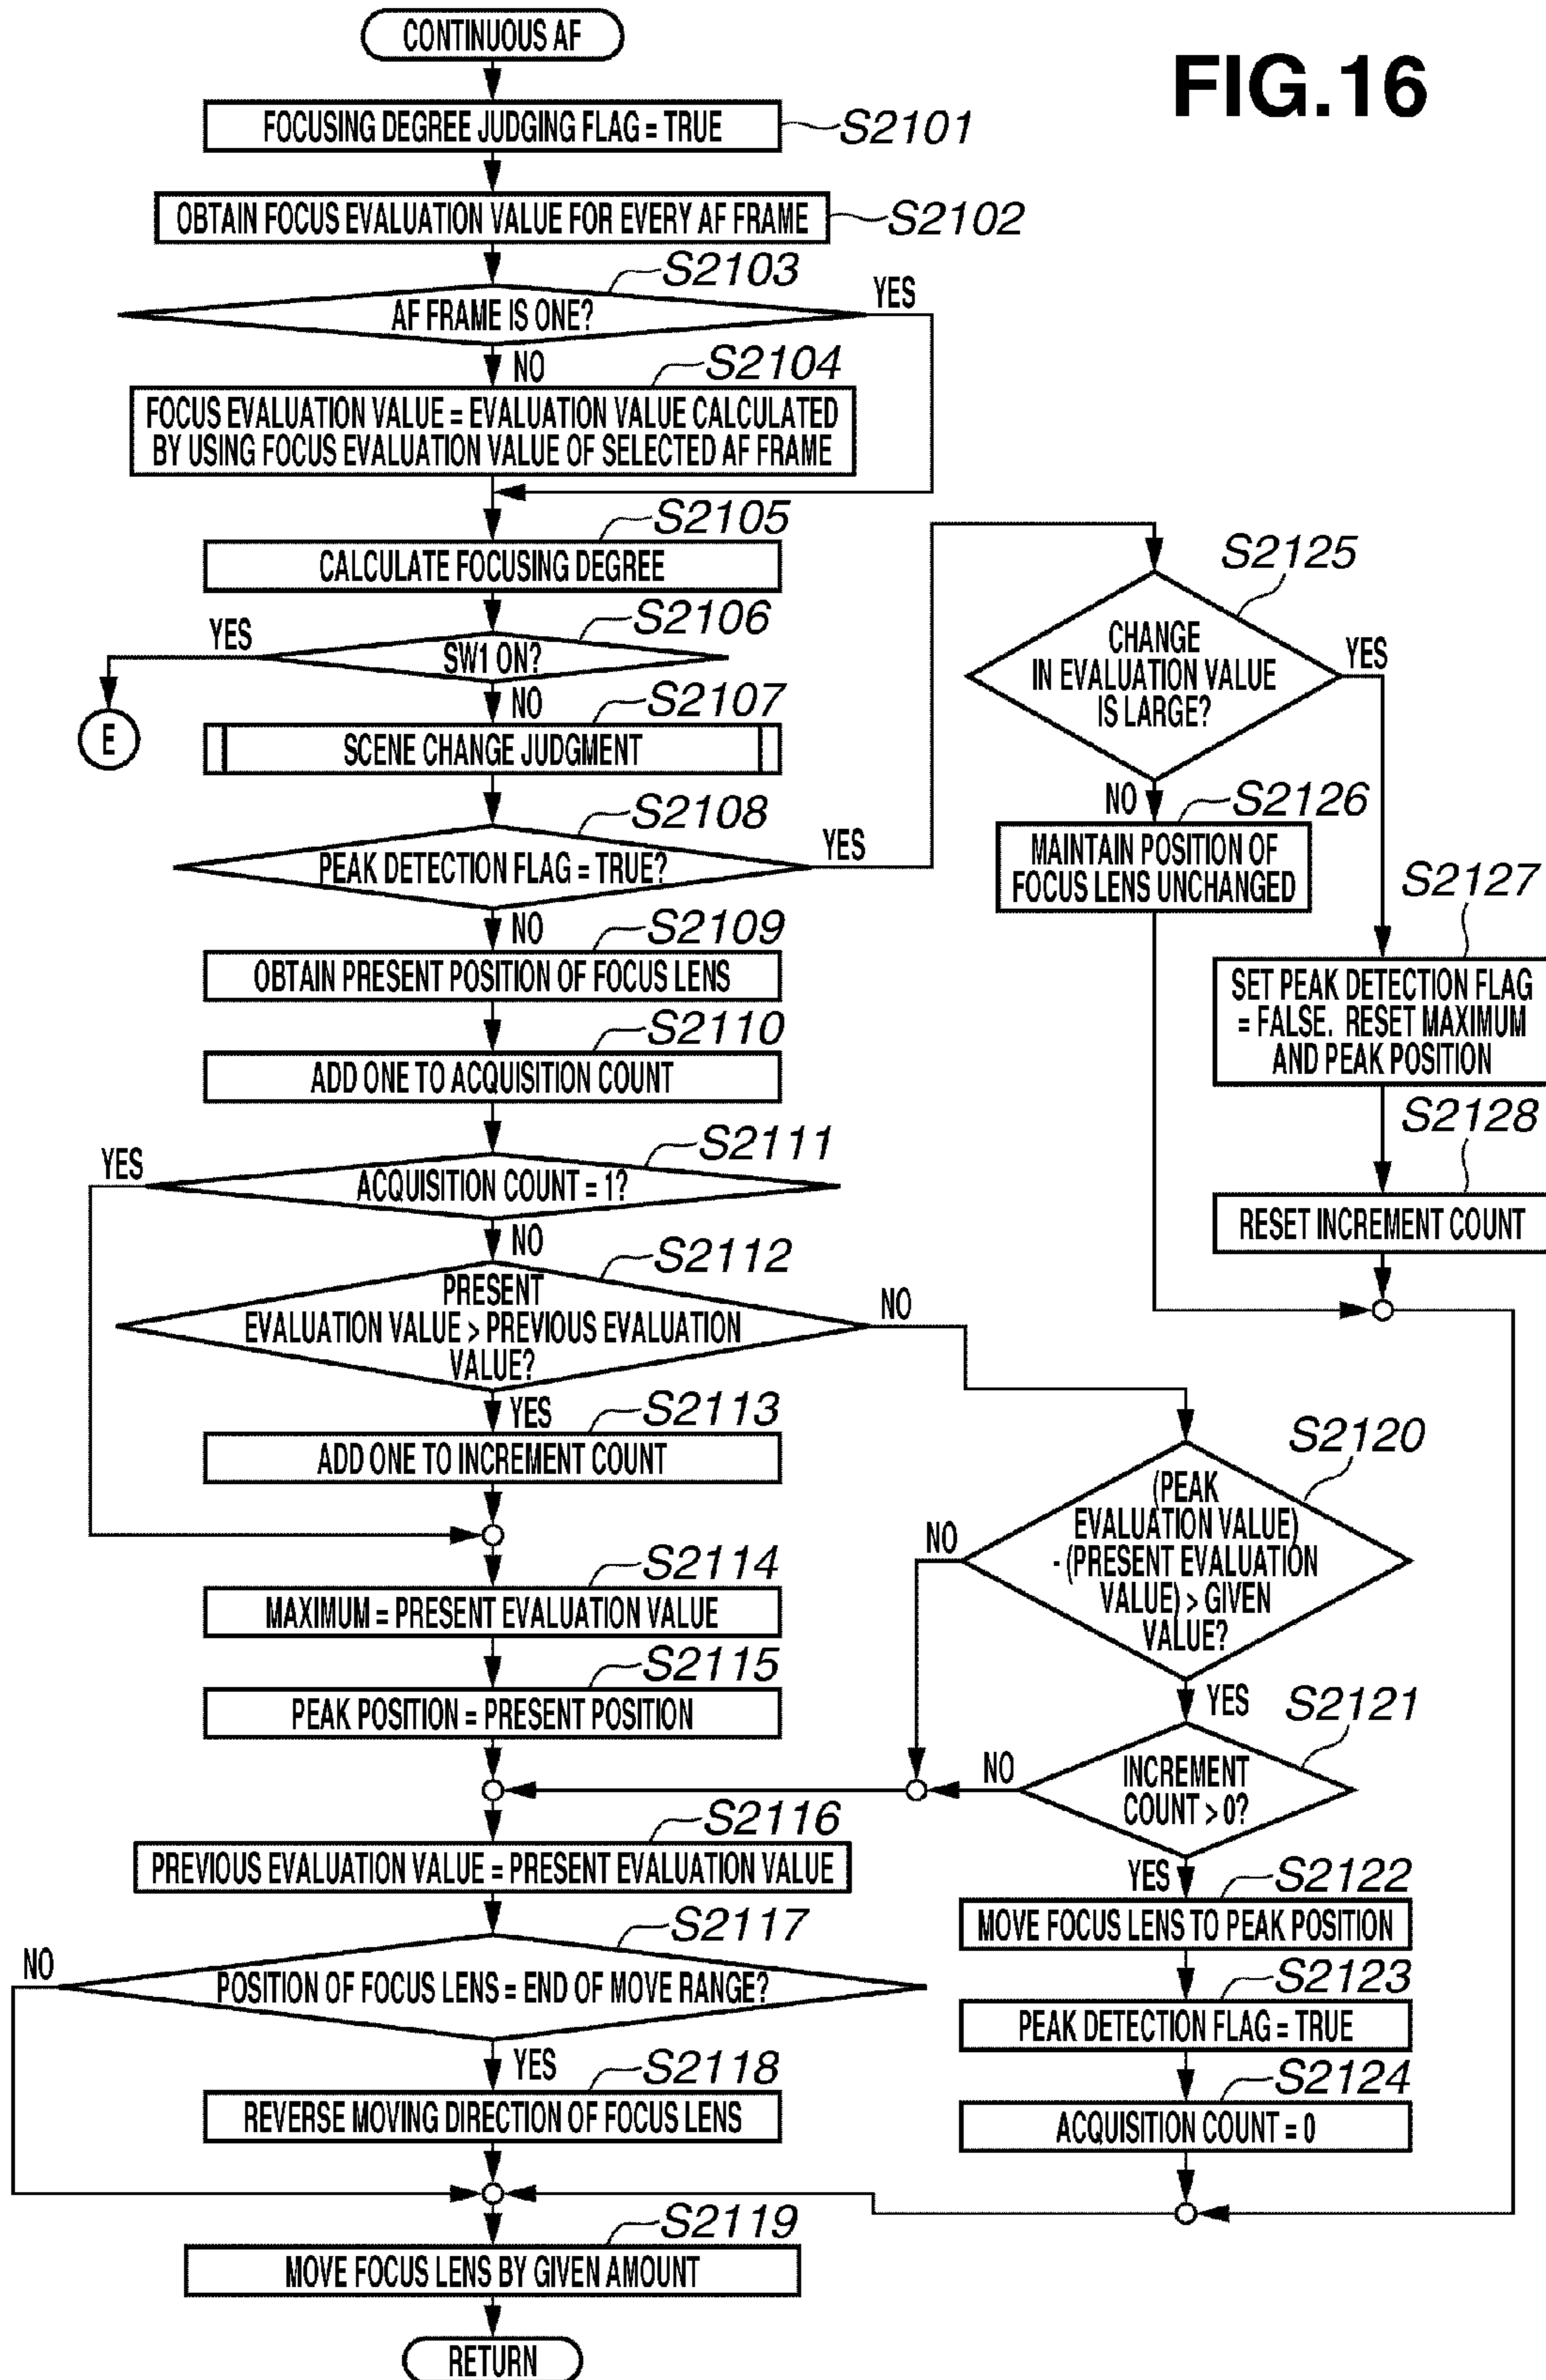 FIG.16
CONTINUOUS AF
FOCUSING DEGREE JUDGING FLAG = TRUE
S2101
OBTAIN FOCUS EVALUATION VALUE FOR EVERY AF FRAME
S2102
S2103
AF FRAME IS ONE?
YES
NO
S2104
FOCUS EVALUATION VALUE = EVALUATION VALUE CALCULATED
BY USING FOCUS EVALUATION VALUE OF SELECTED AF FRAME
S2105
CALCULATE FOCUSING DEGREE
S2106
YES
SW1 ON?
E
NO
S2107
SCENE CHANGE JUDGMENT
S2108
PEAK DETECTION FLAG = TRUE?
YES
NO
S2109
OBTAIN PRESENT POSITION OF FOCUS LENS
S2110
ADD ONE TO ACQUISITION COUNT
S2111
YES
ACQUISITION COUNT = 1?
NO
S2112
PRESENT
EVALUATION VALUE > PREVIOUS EVALUATION
VALUE?
NO
YES
S2113
ADD ONE TO INCREMENT COUNT
S2114
MAXIMUM = PRESENT EVALUATION VALUE
S2115
PEAK POSITION = PRESENT POSITION
S2116
PREVIOUS EVALUATION VALUE = PRESENT EVALUATION VALUE
S2117
NO
POSITION OF FOCUS LENS = END OF MOVE RANGE?
YES
S2118
REVERSE MOVING DIRECTION OF FOCUS LENS
S2119
MOVE FOCUS LENS BY GIVEN AMOUNT
RETURN
S2125
CHANGE
IN EVALUATION VALUE
IS LARGE?
YES
NO
S2126
MAINTAIN POSITION OF
FOCUS LENS UNCHANGED
S2127
SET PEAK DETECTION FLAG
= FALSE. RESET MAXIMUM
AND PEAK POSITION
S2128
RESET INCREMENT COUNT
S2120
(PEAK
EVALUATION VALUE)
- (PRESENT EVALUATION
VALUE) > GIVEN
VALUE?
NO
YES
S2121
INCREMENT
COUNT > 0?
NO
YES
S2122
MOVE FOCUS LENS TO PEAK POSITION
S2123
PEAK DETECTION FLAG = TRUE
S2124
ACQUISITION COUNT = 0